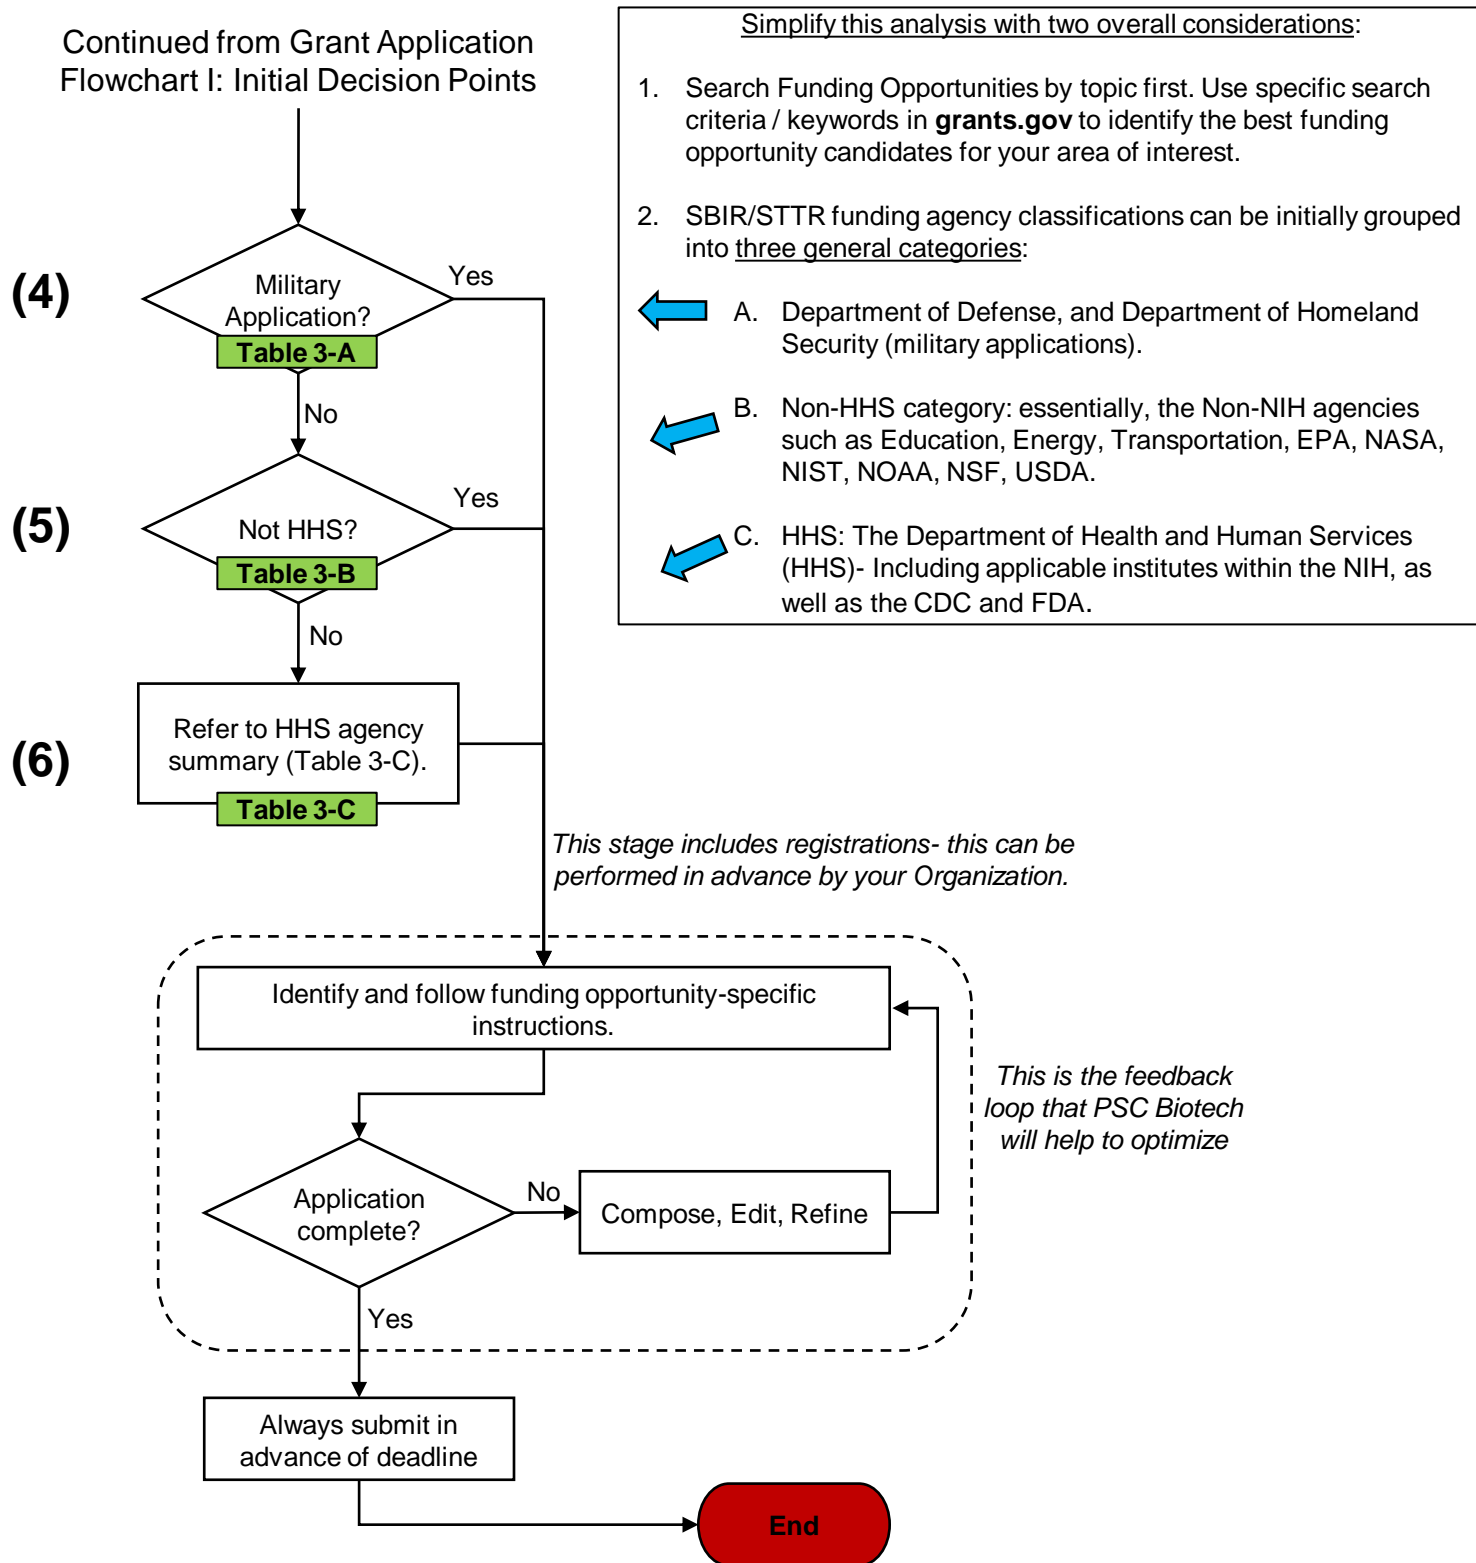 Continued from Grant Application
Flowchart I: Initial Decision Points
Simplify this analysis with two overall considerations:
1. Search Funding Opportunities by topic first. Use specific search
criteria / keywords in grants.gov to identify the best funding
opportunity candidates for your area of interest.
2. SBIR/STTR funding agency classifications can be initially grouped
into three general categories:
A. Department of Defense, and Department of Homeland
Security (military applications).
B. Non-HHS category: essentially, the Non-NIH agencies
such as Education, Energy, Transportation, EPA, NASA,
NIST, NOAA, NSF, USDA.
C. HHS: The Department of Health and Human Services
(HHS)- Including applicable institutes within the NIH, as
well as the CDC and FDA.
(4)
Military
Application?
Yes
Table 3-A
No
(5)
Not HHS?
Yes
Table 3-B
No
(6)
Refer to HHS agency
summary (Table 3-C).
Table 3-C
This stage includes registrations- this can be
performed in advance by your Organization.
Identify and follow funding opportunity-specific
instructions.
This is the feedback
loop that PSC Biotech
will help to optimize
Application
complete?
No
Compose, Edit, Refine
Yes
Always submit in
advance of deadline
End